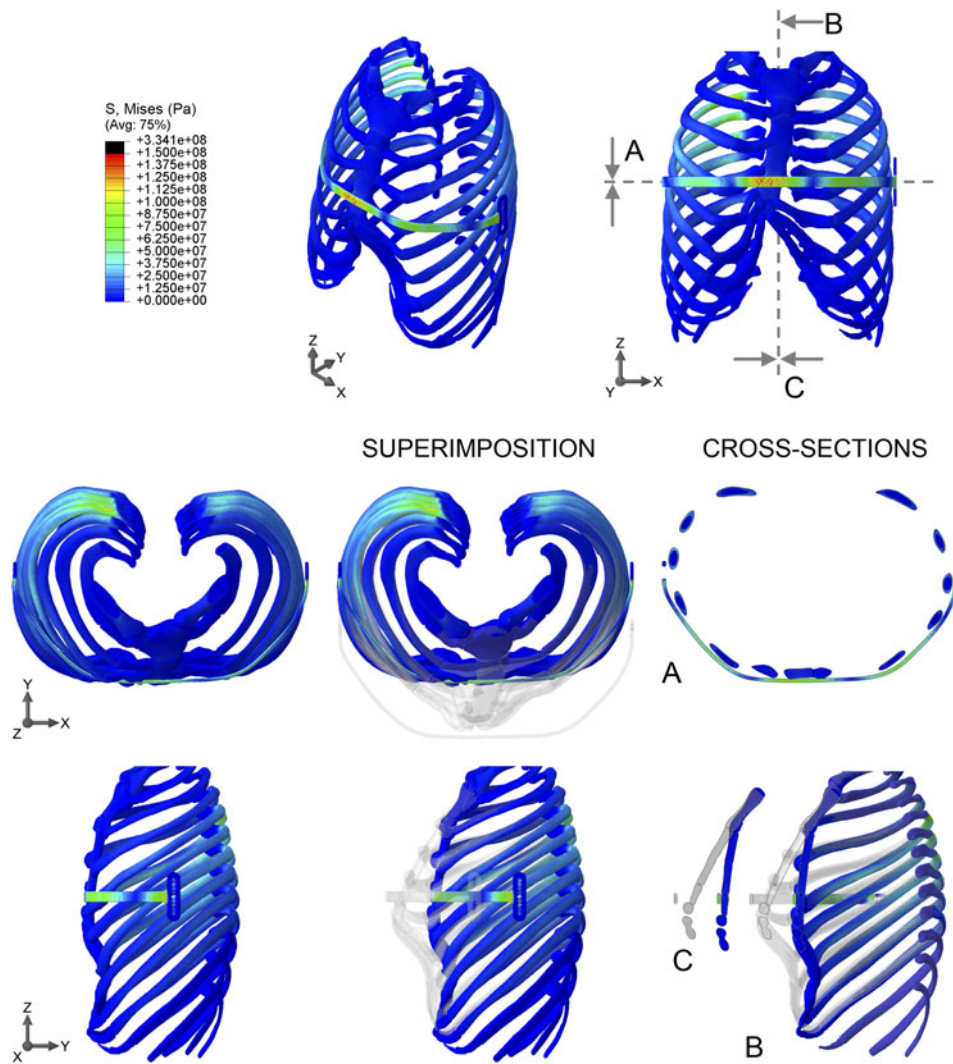 B
S, Mises (Pa)
(Avg: 75%)
+3.341e+08
+1.500e+08
+1.375e+08
+1.250e+08
+1.125e+08
+1.000e+08
+8.750e+07
+7.500e+07
+6.250e+07
+5.000e+07
+3.750e+07
+2.500e+07
+1.250e+07
+0.000e+00
A
Z
Y
X
Z
Y
X
C
SUPERIMPOSITION
CROSS-SECTIONS
A
Y
Z
X
C
Z
X
Y
B